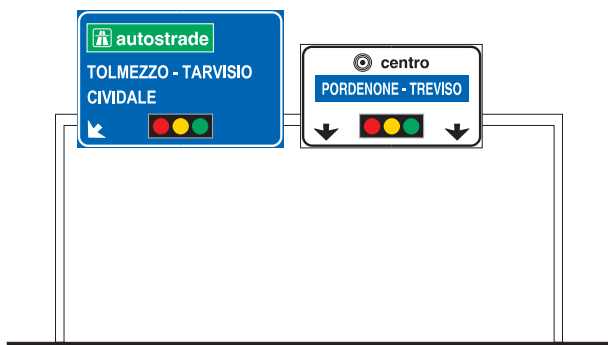 autostrade
TOLMEZZO - TARVISIO
CIVIDALE
centro
PORDENONE - TREVISO